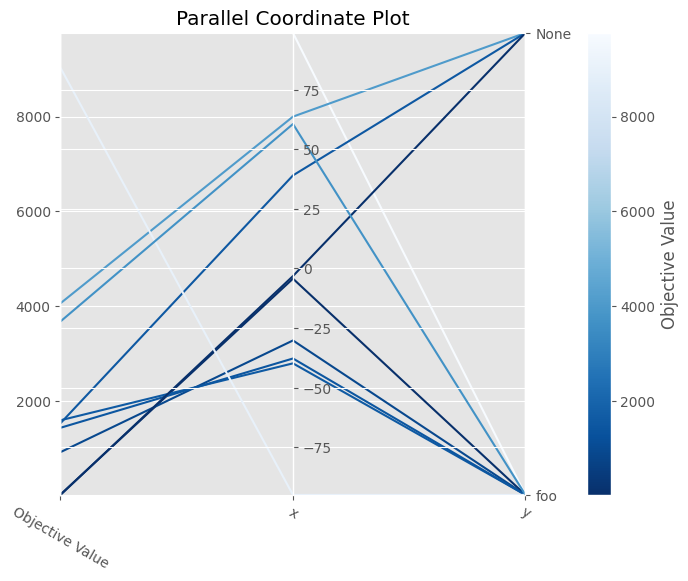 Parallel Coordinate Plot
8000
6000
4000
2000
75
50
25
0
−25
−50
−75
None
foo
8000
6000
4000
2000
Objective Value
Objective Value
x
y